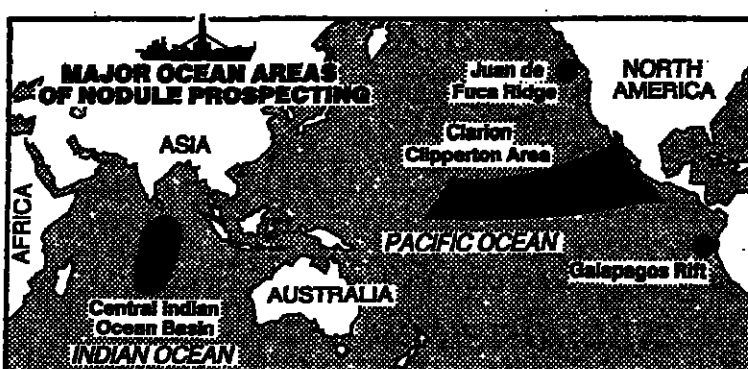 MAJOR OCEAN AREAS
OF NODULE PROSPECTING
Juan de
Fuca Ridge
NORTH
AMERICA
Clarion
Clipperton Area
ASIA
AFRICA
PACIFIC OCEAN
Galapagos Rift
AUSTRALIA
Central Indian
Ocean Basin
INDIAN OCEAN